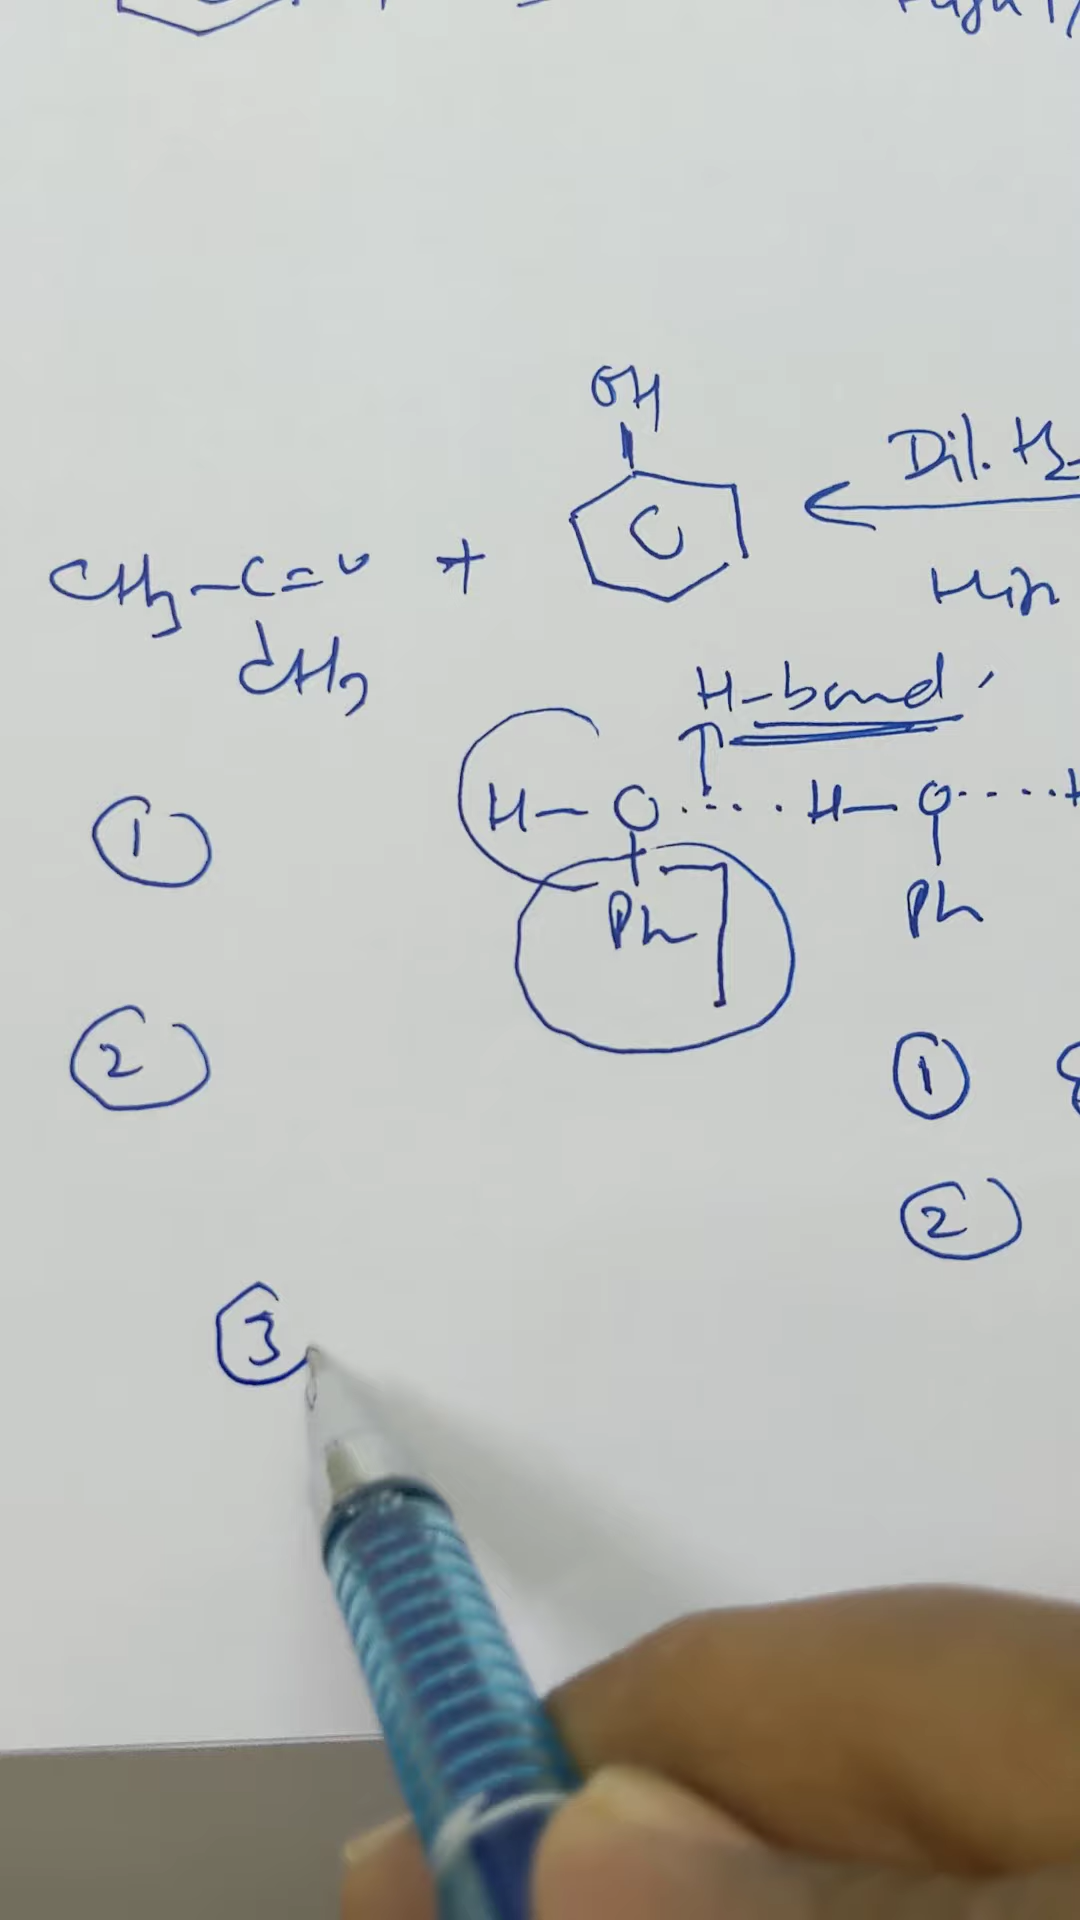 OH
Dil. H2
CH3-C=O +
CH3
H-bond
H-O....H-O....H
Ph Ph
①
②
①
②
③